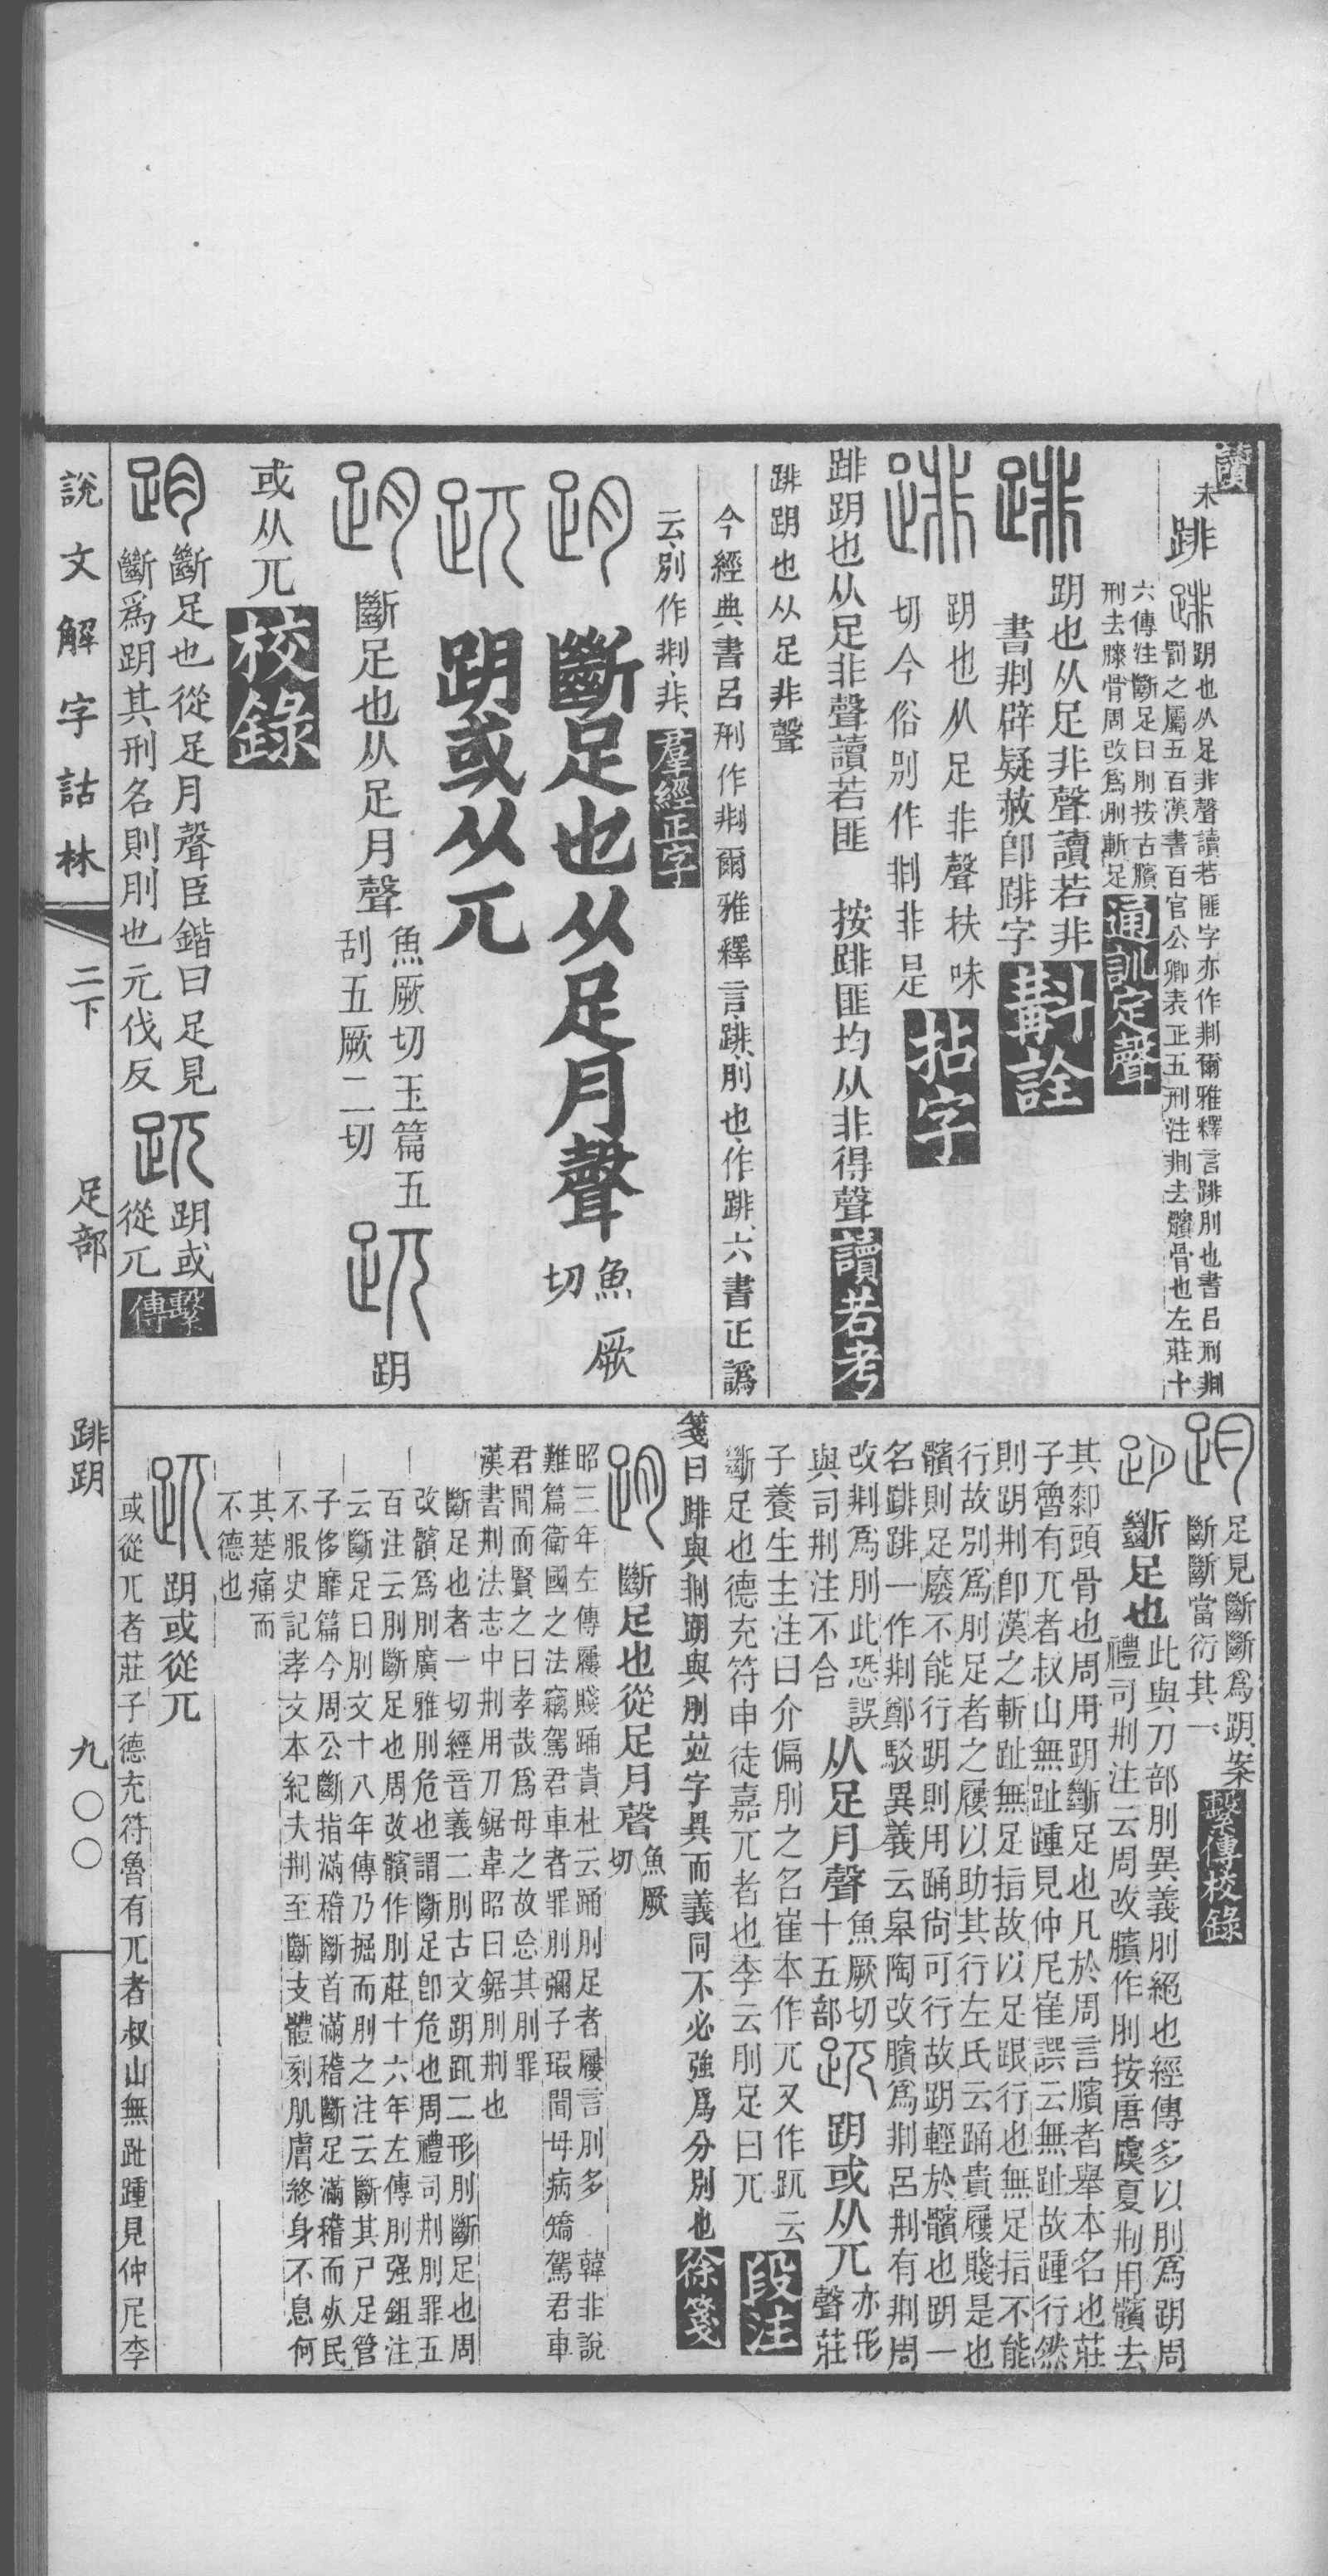 讀
未
跰
跀也从足非聲讀若匪字亦作剕爾雅釋言跰刖也書呂刑剕
罰之屬五百漢書百官公卿表正五刑注剕去髕骨也左莊十
六傳注斷足曰刖按古臏
刑去膝骨周改爲刖斬足
通訓定聲
跀也从足非聲讀若非
書剕辟疑赦卽跰字
斠詮
跀也从足非聲扶味
切今俗別作剕非是
拈字
跰跀也从足非聲讀若匪　按跰匪均从非得聲
讀若考
跰跀也从足非聲
今經典書呂刑作剕爾雅釋言跰刖也作跰六書正譌
云別作剕非
羣經正字
斷足也从足月聲
魚厥
切
跀或从兀
斷足也从足月聲
魚厥切玉篇五
刮五厥二切
跀
或从兀
校錄
斷足也從足月聲臣鍇曰足見
斷爲跀其刑名則刖也元伐反
跀或
從兀
繫傳
足見斷斷爲跀案
斷斷當衍其一
繫傳校錄
斷足也
此與刀部刖異義刖絕也經傳多以刖爲跀周
禮司刑注云周改臏作刖按唐虞夏刑用髕去
其厀頭骨也周用跀斷足也凡於周言臏者舉本名也莊
子魯有兀者叔山無趾踵見仲尼崔譔云無趾故踵行然
則跀刑卽漢之斬趾無足指故以足跟行也無足指不能
行故別爲刖足者之屨以助其行左氏云踊貴屨賤是也
髕則足廢不能行跀則用踊尙可行故跀輕於髕也跀一
名跰跰一作剕鄭駁異義云皋陶改臏爲剕呂刑有剕周
改剕爲刖此恐誤
與司刑注不合
从足月聲
魚厥切
十五部
跀或从兀
亦形
聲莊
子養生主注曰介偏刖之名崔本作兀又作趴云
斷足也德充符申徒嘉兀者也李云刖足曰兀
段注
箋曰跰與剕跀與刖竝字異而義同不必強爲分別也
徐箋
斷足也從足月聲
魚厥
切
昭三年左傳屨賤踊貴杜云踊刖足者屨言刖多　韓非說
難篇衛國之法竊駕君車者罪刖彌子瑕聞母病矯駕君車
君聞而賢之曰孝哉爲母之故忘其刖罪
漢書刑法志中刑用刀鋸韋昭曰鋸刖刑也
斷足也者一切經音義二刖古文跀𧿁二形刖斷足也周
改髕爲刖廣雅刖危也謂斷足卽危也周禮司刑刖罪五
百注云刖斷足也周改髕作刖莊十六年左傳刖强鉏注
云斷足曰刖文十八年傳乃掘而刖之注云斷其尸足管
子侈靡篇今周公斷指滿稽斷首滿稽斷足滿稽而死民
不服史記孝文本紀夫刑至斷支體刻肌膚終身不息何
其楚痛而
不德也
跀或從兀
或從兀者莊子德充符魯有兀者叔山無趾踵見仲尼李
說文解字詁林
二下
足部
跰跀
九〇〇